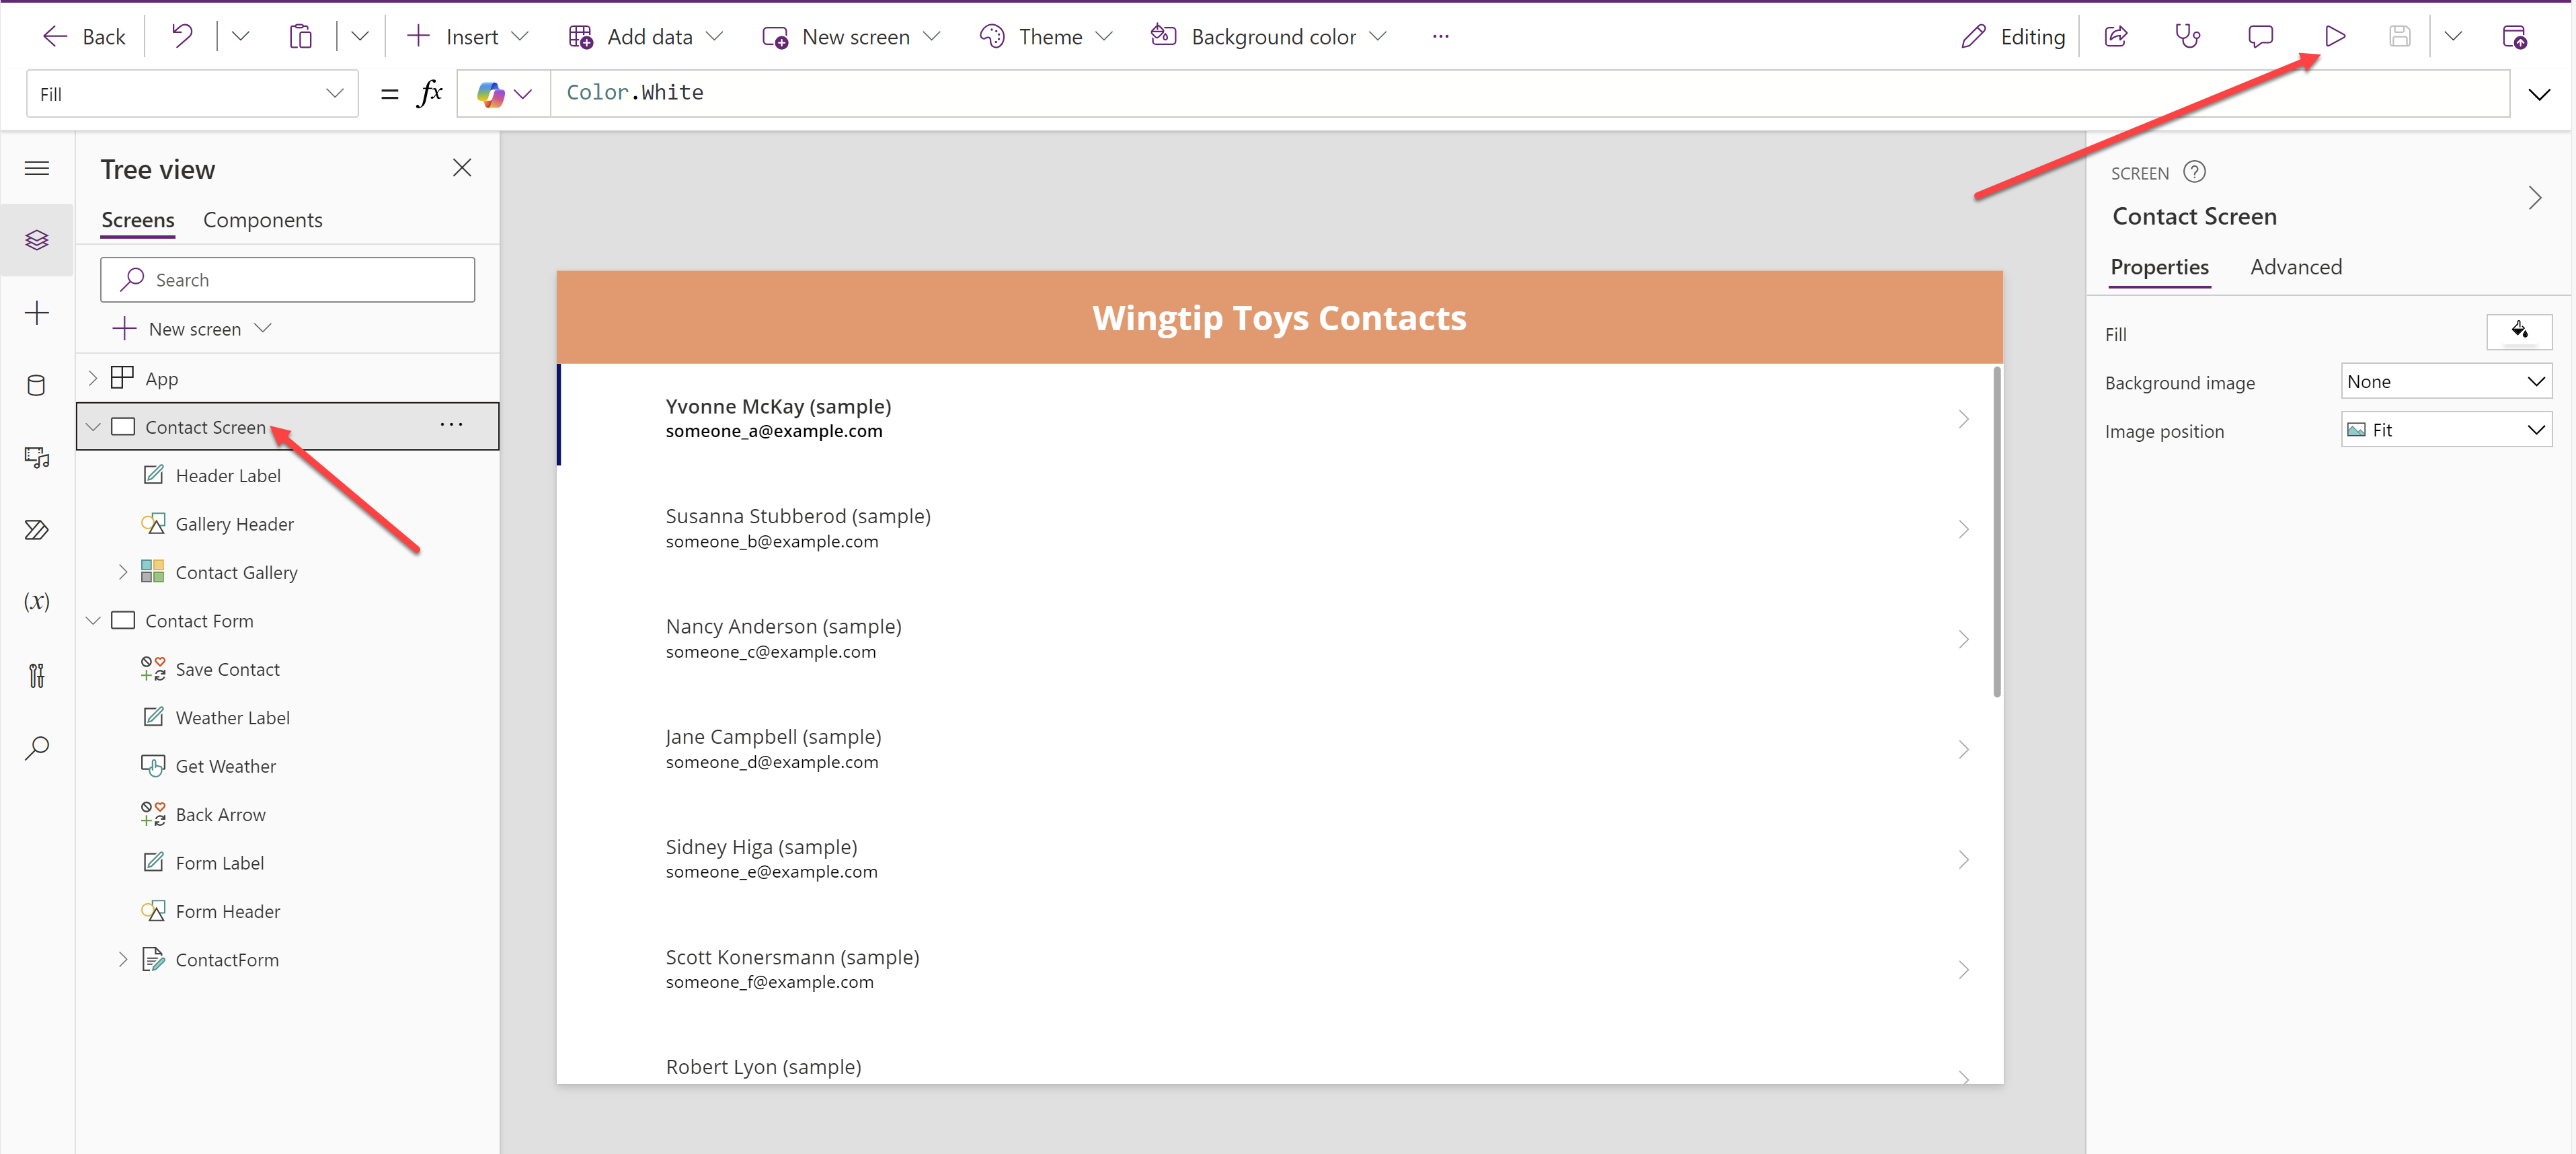 Back
Insert
Add data
New screen
Theme
Background color
...
Editing
Fill
= fx
Color.White
Tree view
Screens Components
Search
New screen
App
Contact Screen ...
Header Label
Gallery Header
Contact Gallery
Contact Form
Save Contact
Weather Label
Get Weather
Back Arrow
Form Label
Form Header
ContactForm
(x)
Wingtip Toys Contacts
Yvonne McKay (sample)
someone_a@example.com
Susanna Stubberod (sample)
someone_b@example.com
Nancy Anderson (sample)
someone_c@example.com
Jane Campbell (sample)
someone_d@example.com
Sidney Higa (sample)
someone_e@example.com
Scott Konersmann (sample)
someone_f@example.com
Robert Lyon (sample)
SCREEN ?
Contact Screen
Properties Advanced
Fill
Background image None
Image position Fit